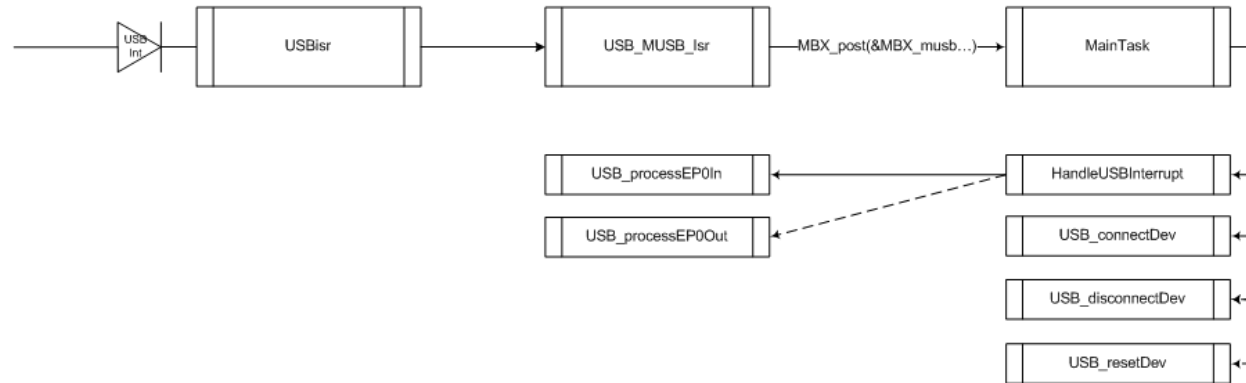 USB
Int
USBisr
USB_MUSB_Isr
MBX_post(&MBX_musb…)
MainTask
USB_processEP0In
HandleUSBInterrupt
USB_processEP0Out
USB_connectDev
USB_disconnectDev
USB_resetDev